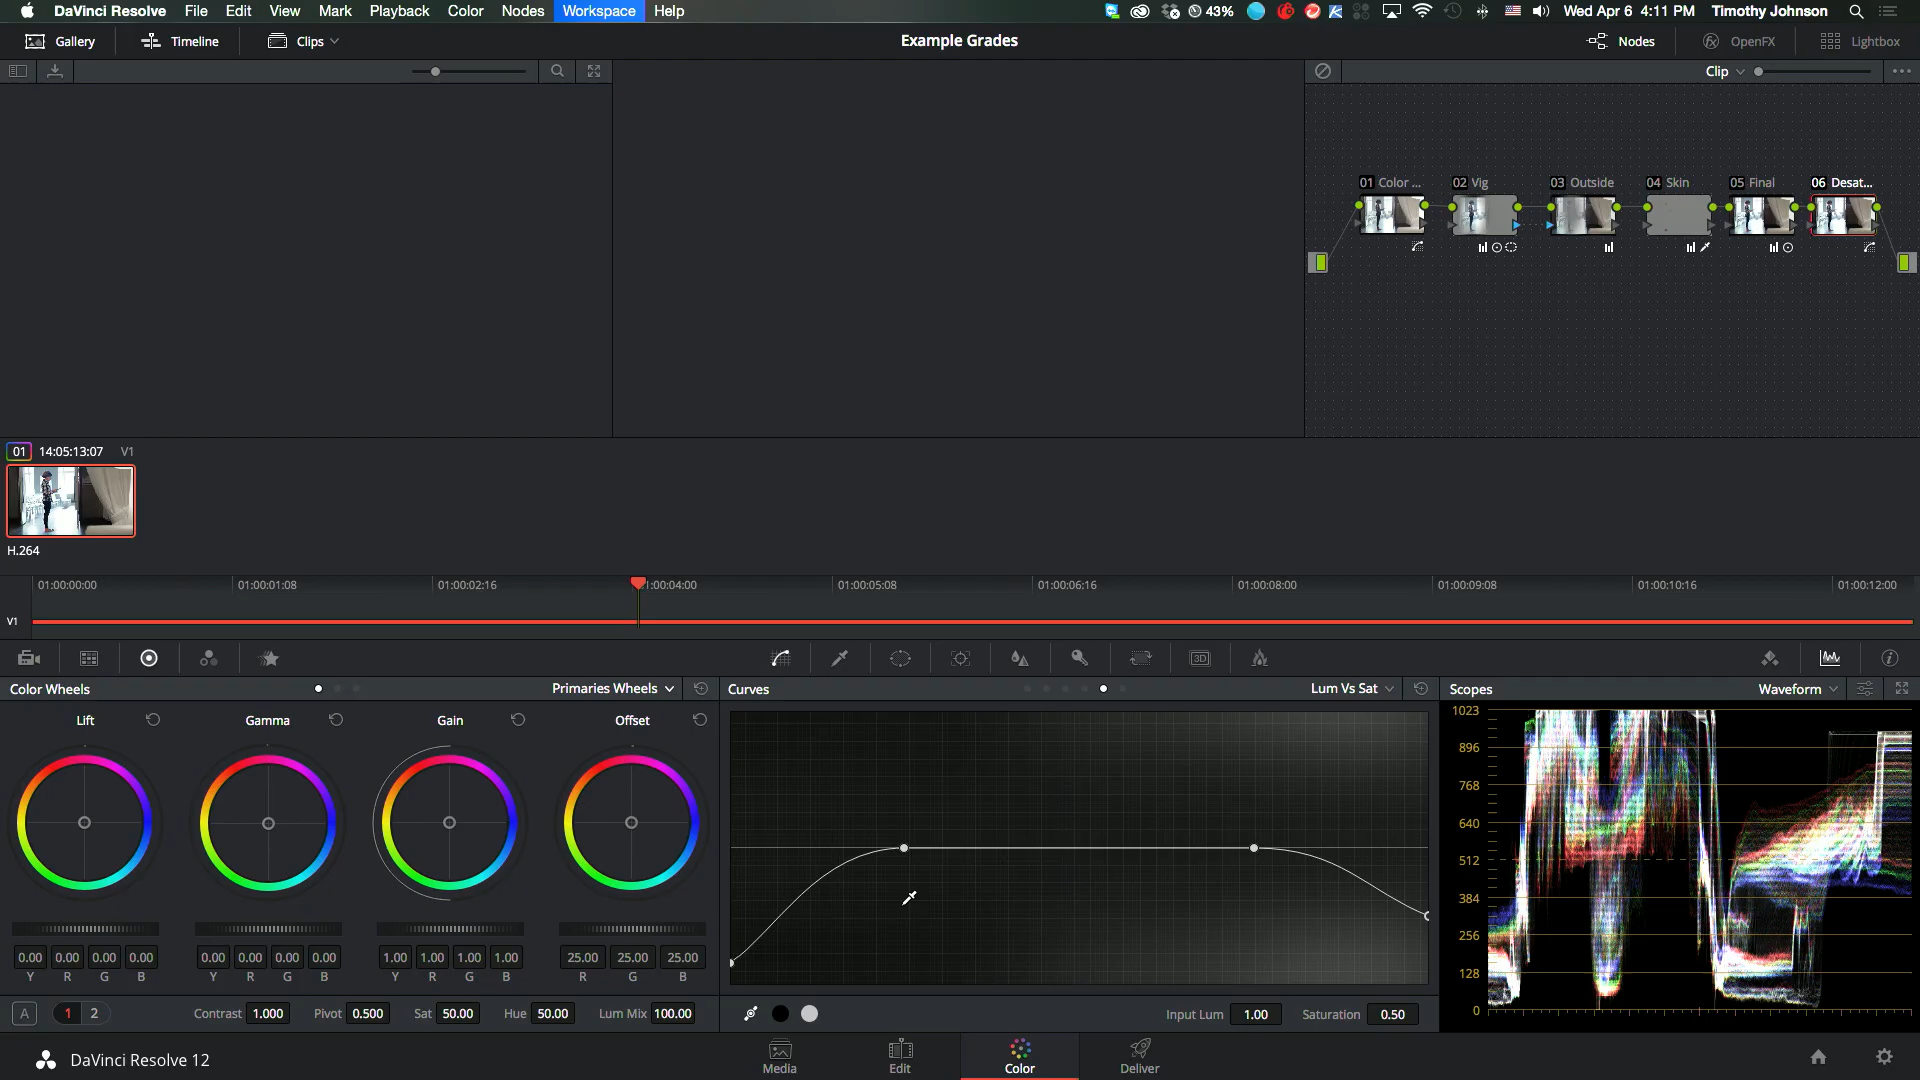 DaVinci Resolve File Edit View Mark Playback Color Nodes Workspace Help 43% Wed Apr 6 4:11 PM Timothy Johnson
Gallery Timeline Clips Example Grades Nodes OpenFX Lightbox
Clip
01 Color ... 02 Vig 03 Outside 04 Skin 05 Final 06 Desat...
01 14:05:13:07 V1
H.264
01:00:00:00 01:00:01:08 01:00:02:16 1:00:04:00 01:00:05:08 01:00:06:16 01:00:08:00 01:00:09:08 01:00:10:16 01:00:12:00
V1
3D
Color Wheels Primaries Wheels Curves Lum Vs Sat Scopes Waveform
Lift Gamma Gain Offset
1023
896
768
640
512
384
256
128
0
0.00 0.00 0.00 0.00 0.00 0.00 0.00 0.00 1.00 1.00 1.00 1.00 25.00 25.00 25.00
Y R G B Y R G B Y R G B R G B
A 1 2 Contrast 1.000 Pivot 0.500 Sat 50.00 Hue 50.00 Lum Mix 100.00 Input Lum 1.00 Saturation 0.50
DaVinci Resolve 12 Media Edit Color Deliver